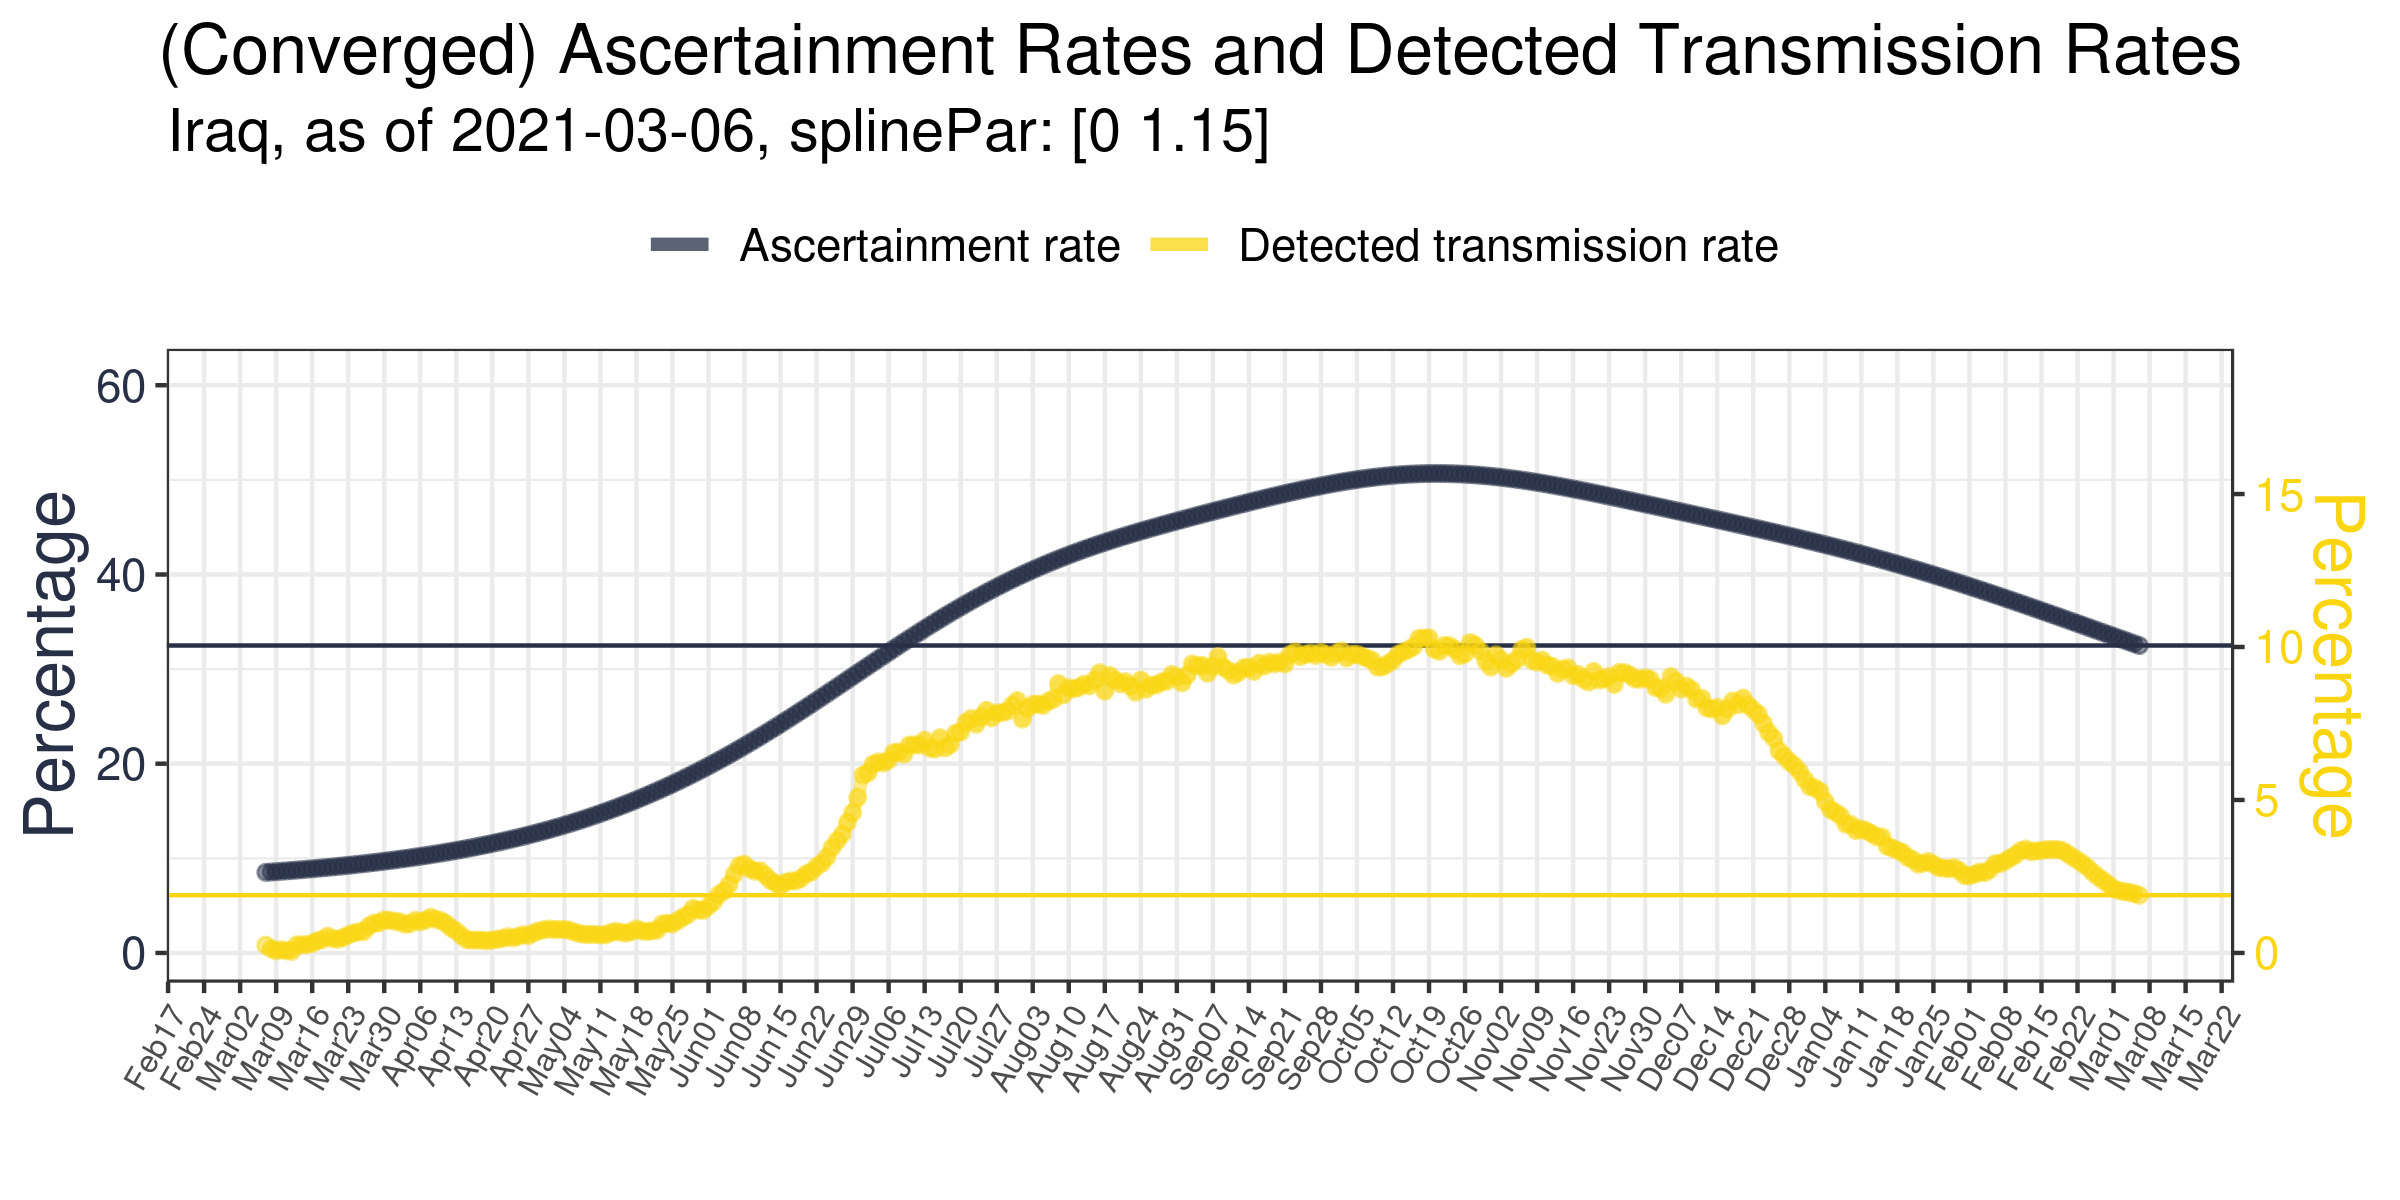 (Converged) Ascertainment Rates and Detected Transmission Rates
Iraq, as of 2021-03-06, splinePar: [0 1.15]
Ascertainment rate
Detected transmission rate
Percentage
60
40
20
0
15
10
5
0
Percentage
Feb17
Feb24
Mar02
Mar09
Mar16
Mar23
Mar30
Apr06
Apr13
Apr20
Apr27
May04
May11
May18
May25
Jun01
Jun08
Jun15
Jun22
Jun29
Jul06
Jul13
Jul20
Jul27
Aug03
Aug10
Aug17
Aug24
Aug31
Sep07
Sep14
Sep21
Sep28
Oct05
Oct12
Oct19
Oct26
Nov02
Nov09
Nov16
Nov23
Nov30
Dec07
Dec14
Dec21
Dec28
Jan04
Jan11
Jan18
Jan25
Feb01
Feb08
Feb15
Feb22
Mar01
Mar08
Mar15
Mar22